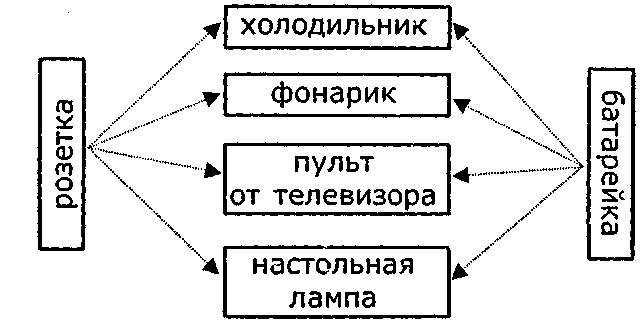 розетка
холодильник
фонарик
пульт
от телевизора
настольная
лампа
батарейка